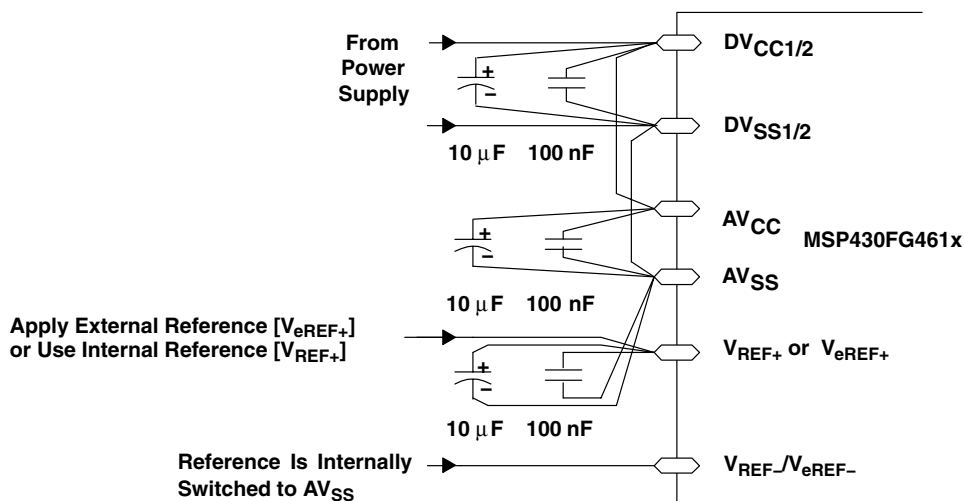 From
Power
Supply
DVCC1/2
+
−
DVSS1/2
10 μF 100 nF
AVCC
MSP430FG461x
+
−
AVSS
10 μF 100 nF
Apply External Reference [VeREF+]
or Use Internal Reference [VREF+]
VREF+ or VeREF+
+
−
10 μF 100 nF
Reference Is Internally
Switched to AVSS
VREF−/VeREF−